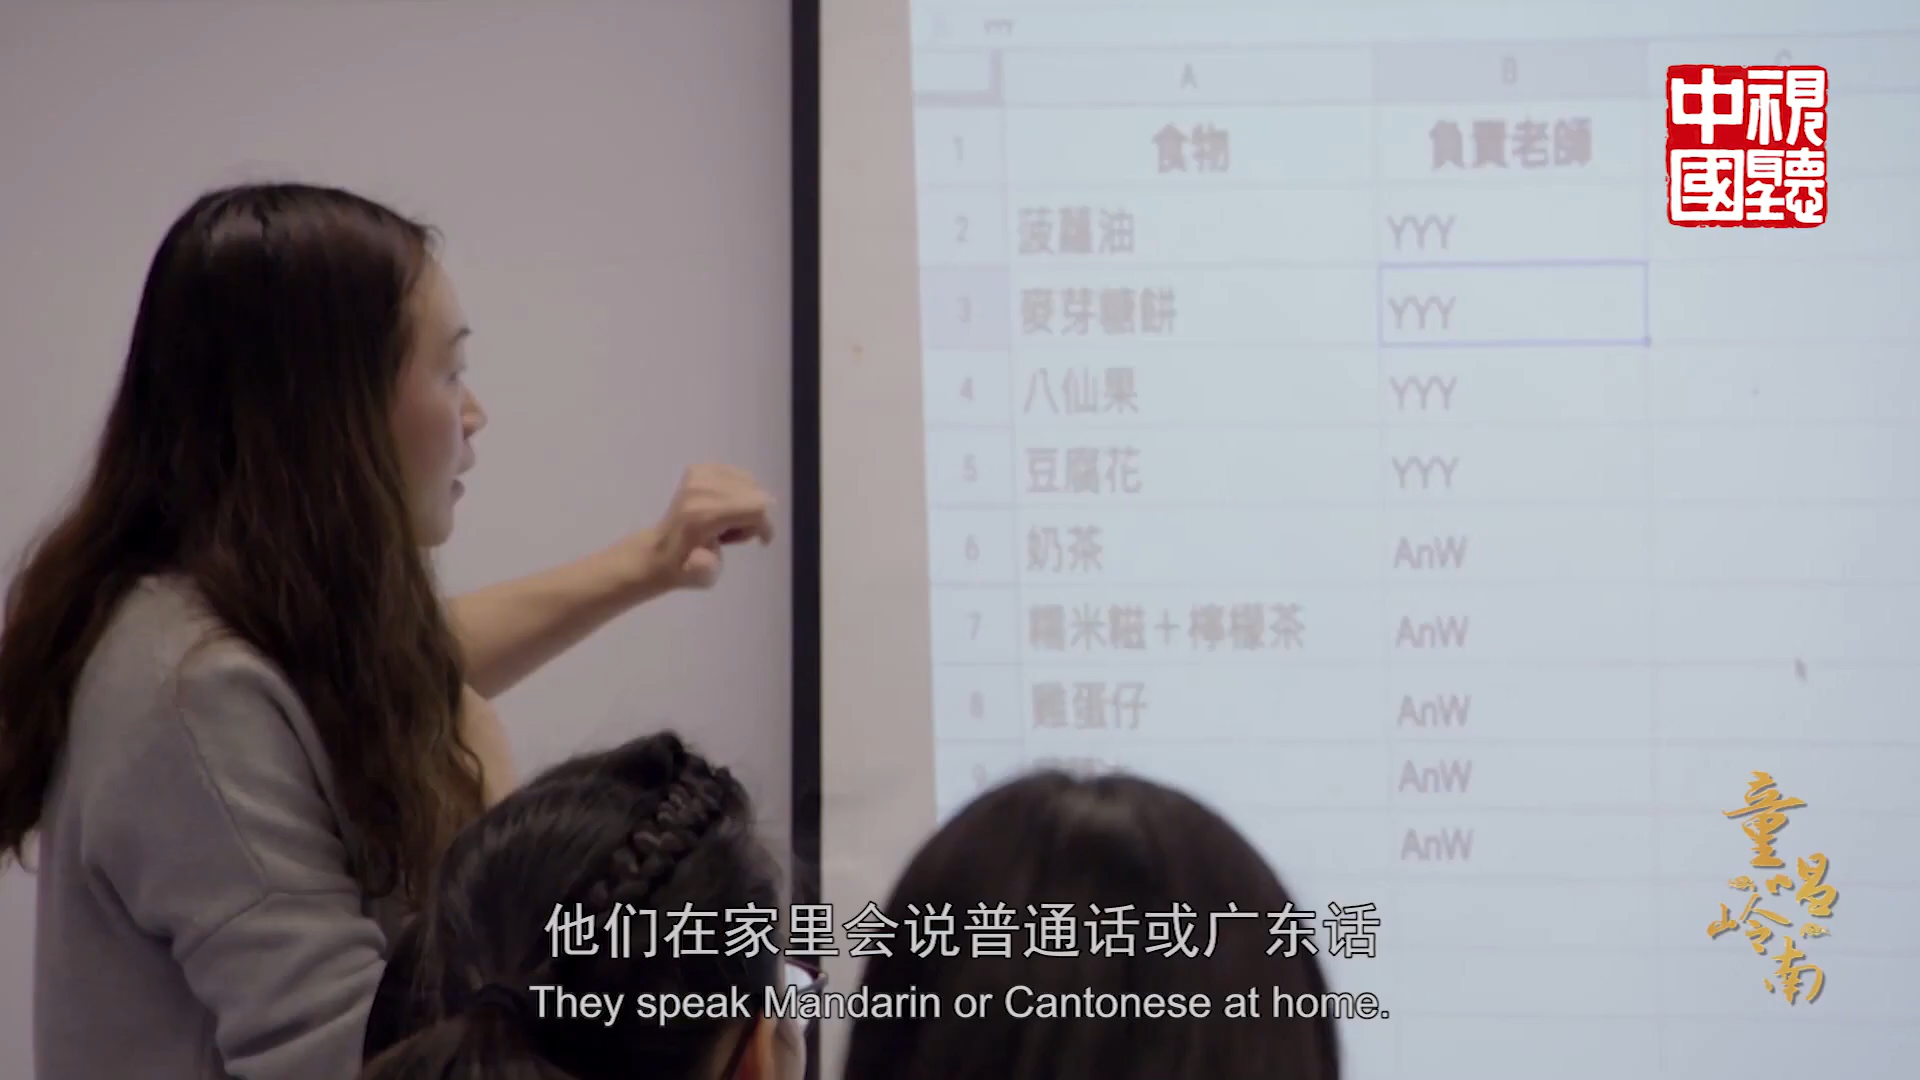 YYY
A B C
中視
國聽
1 食物 負責老師
2 菠蘿油 YYY
3 麥芽糖餅 YYY
4 八仙果 YYY
5 豆腐花 YYY
6 奶茶 AnW
7 糯米糍+檸檬茶 AnW
8 雞蛋仔 AnW
9 AnW
AnW
童唱岭南
他们在家里会说普通话或广东话
They speak Mandarin or Cantonese at home.